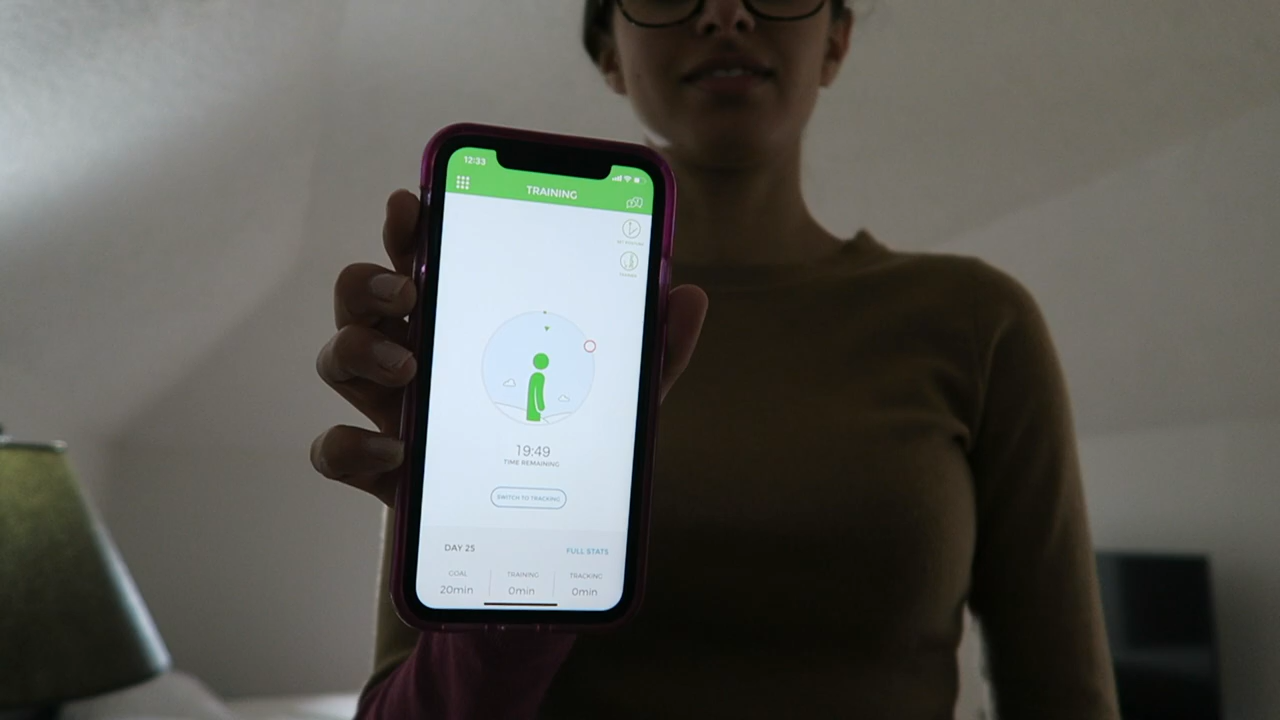 12:33
TRAINING
19:49
TIME REMAINING
SWITCH TO TRACKING
DAY 25
FULL STATS
GOAL
TRAINING
TRACKING
20min
0min
0min